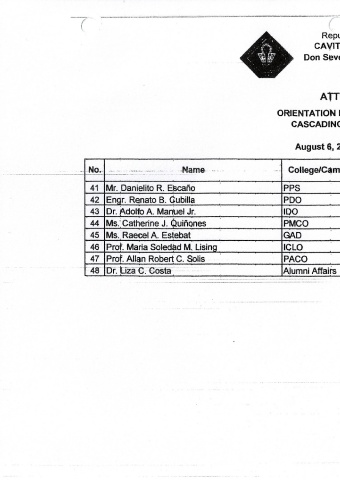 Repu
CAVIT
Don Seve
ATT
ORIENTATION
CASCADING
August 6, 2
No. Name College/Cam
41 Mr. Danielito R. Escaño PPS
42 Engr. Renato B. Cubilla PDO
43 Dr. Adolfo A. Manuel Jr. IDO
44 Ms. Catherine J. Quiñones PMCO
45 Ms. Raecel A. Estebat GAD
46 Prof. Maria Soledad M. Lising ICLO
47 Prof. Allan Robert C. Solis PACO
48 Dr. Liza C. Costa Alumni Affairs